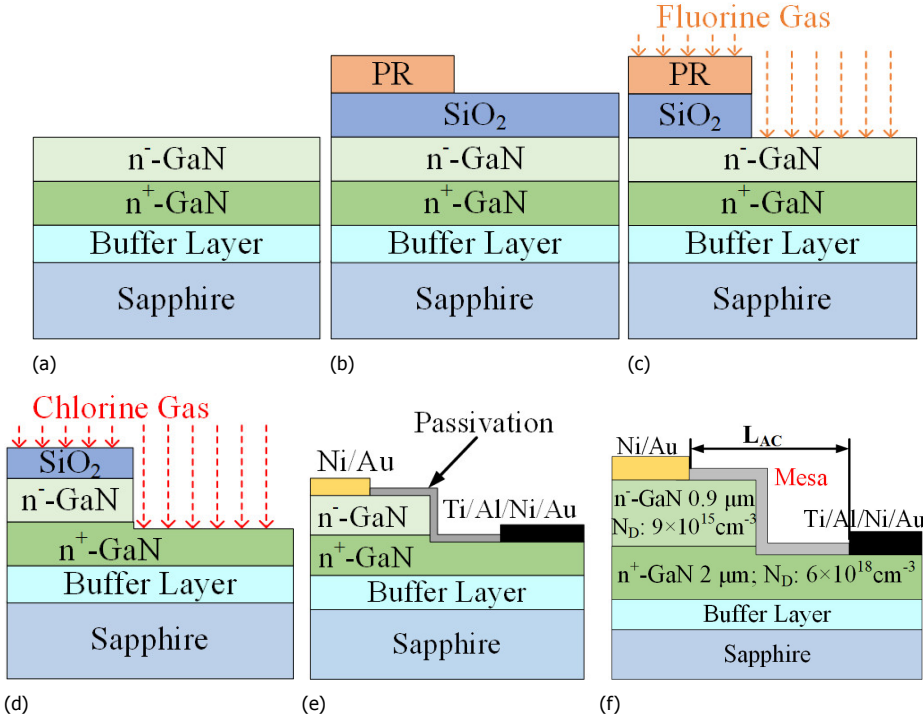 n⁻-GaN
n⁺-GaN
Buffer Layer
Sapphire
(a)
PR
SiO₂
n⁻-GaN
n⁺-GaN
Buffer Layer
Sapphire
(b)
Fluorine Gas
PR
SiO₂
n⁻-GaN
n⁺-GaN
Buffer Layer
Sapphire
(c)
Chlorine Gas
SiO₂
n⁻-GaN
n⁺-GaN
Buffer Layer
Sapphire
(d)
Passivation
Ni/Au
Ti/Al/Ni/Au
n⁻-GaN
n⁺-GaN
Buffer Layer
Sapphire
(e)
L_AC
Ni/Au
Mesa
n⁻-GaN 0.9 μm
N_D: 9×10¹⁵cm⁻³
Ti/Al/Ni/Au
n⁺-GaN 2 μm; N_D: 6×10¹⁸cm⁻³
Buffer Layer
Sapphire
(f)